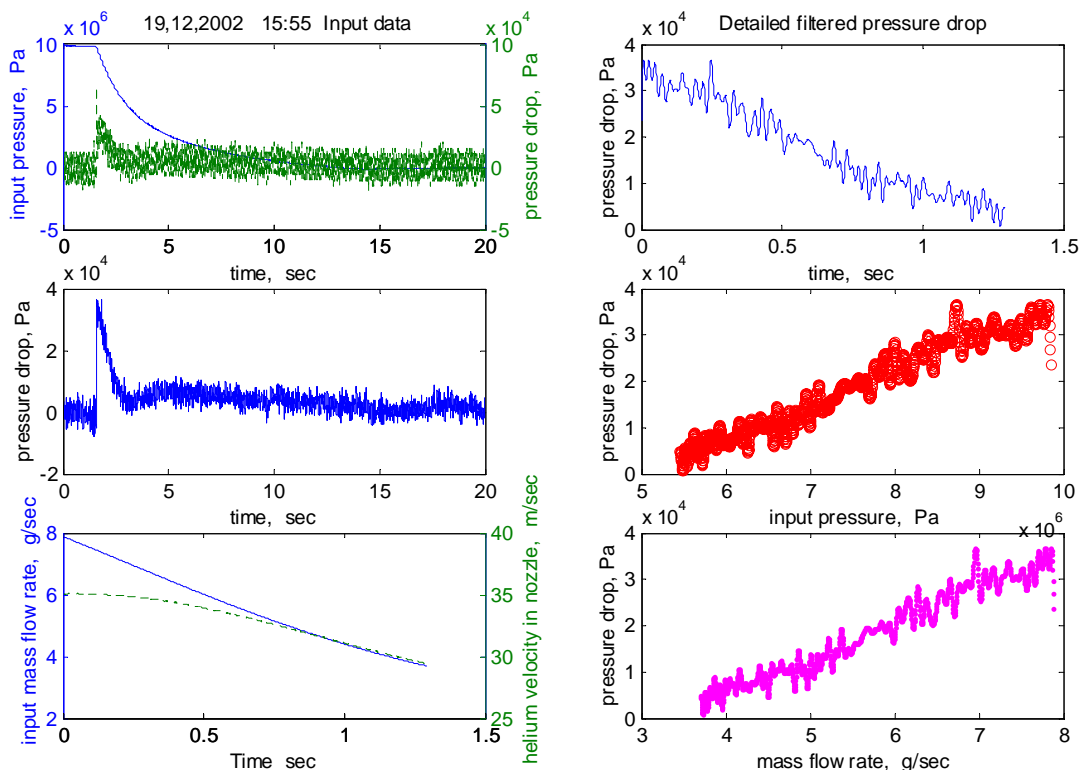 19,12,2002 15:55 Input data
x 10^6
x 10^4
10
5
0
-5
10
5
0
-5
input pressure, Pa
pressure drop, Pa
0 5 10 15 20
time, sec
Detailed filtered pressure drop
x 10^4
4
3
2
1
0
pressure drop, Pa
0 0.5 1 1.5
time, sec
x 10^4
4
2
0
-2
pressure drop, Pa
0 5 10 15 20
time, sec
x 10^4
4
3
2
1
0
pressure drop, Pa
5 6 7 8 9 10
input pressure, Pa
x 10^6
8
6
4
2
40
35
30
25
input mass flow rate, g/sec
helium velocity in nozzle, m/sec
0 0.5 1 1.5
Time sec
x 10^4
4
3
2
1
0
pressure drop, Pa
3 4 5 6 7 8
mass flow rate, g/sec